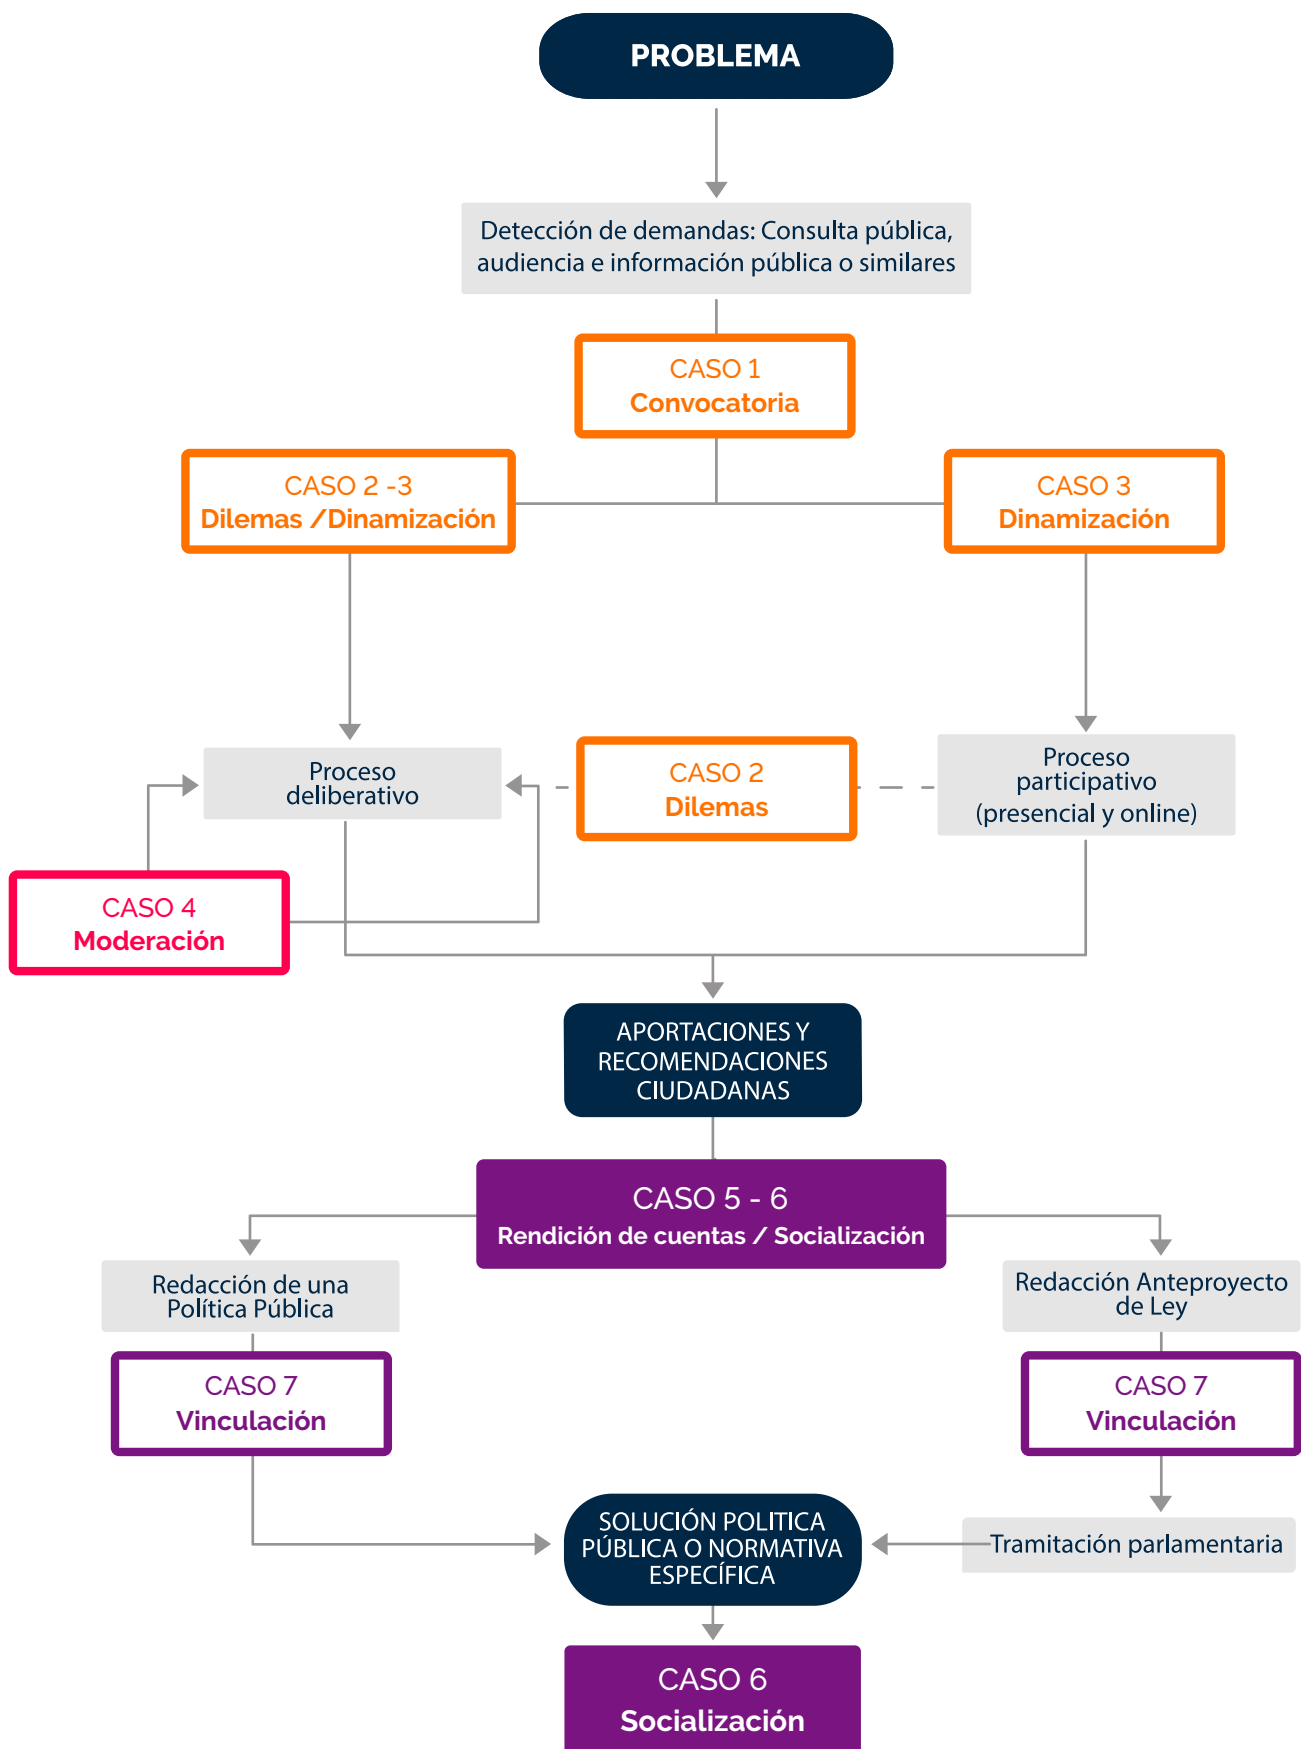 PROBLEMA
Detección de demandas: Consulta pública,
audiencia e información pública o similares
CASO 1
Convocatoria
CASO 2 -3
Dilemas /Dinamización
CASO 3
Dinamización
Proceso
deliberativo
CASO 2
Dilemas
Proceso
participativo
(presencial y online)
CASO 4
Moderación
APORTACIONES Y
RECOMENDACIONES
CIUDADANAS
CASO 5 - 6
Rendición de cuentas / Socialización
Redacción de una
Política Pública
Redacción Anteproyecto
de Ley
CASO 7
Vinculación
CASO 7
Vinculación
SOLUCIÓN POLITICA
PÚBLICA O NORMATIVA
ESPECÍFICA
Tramitación parlamentaria
CASO 6
Socialización